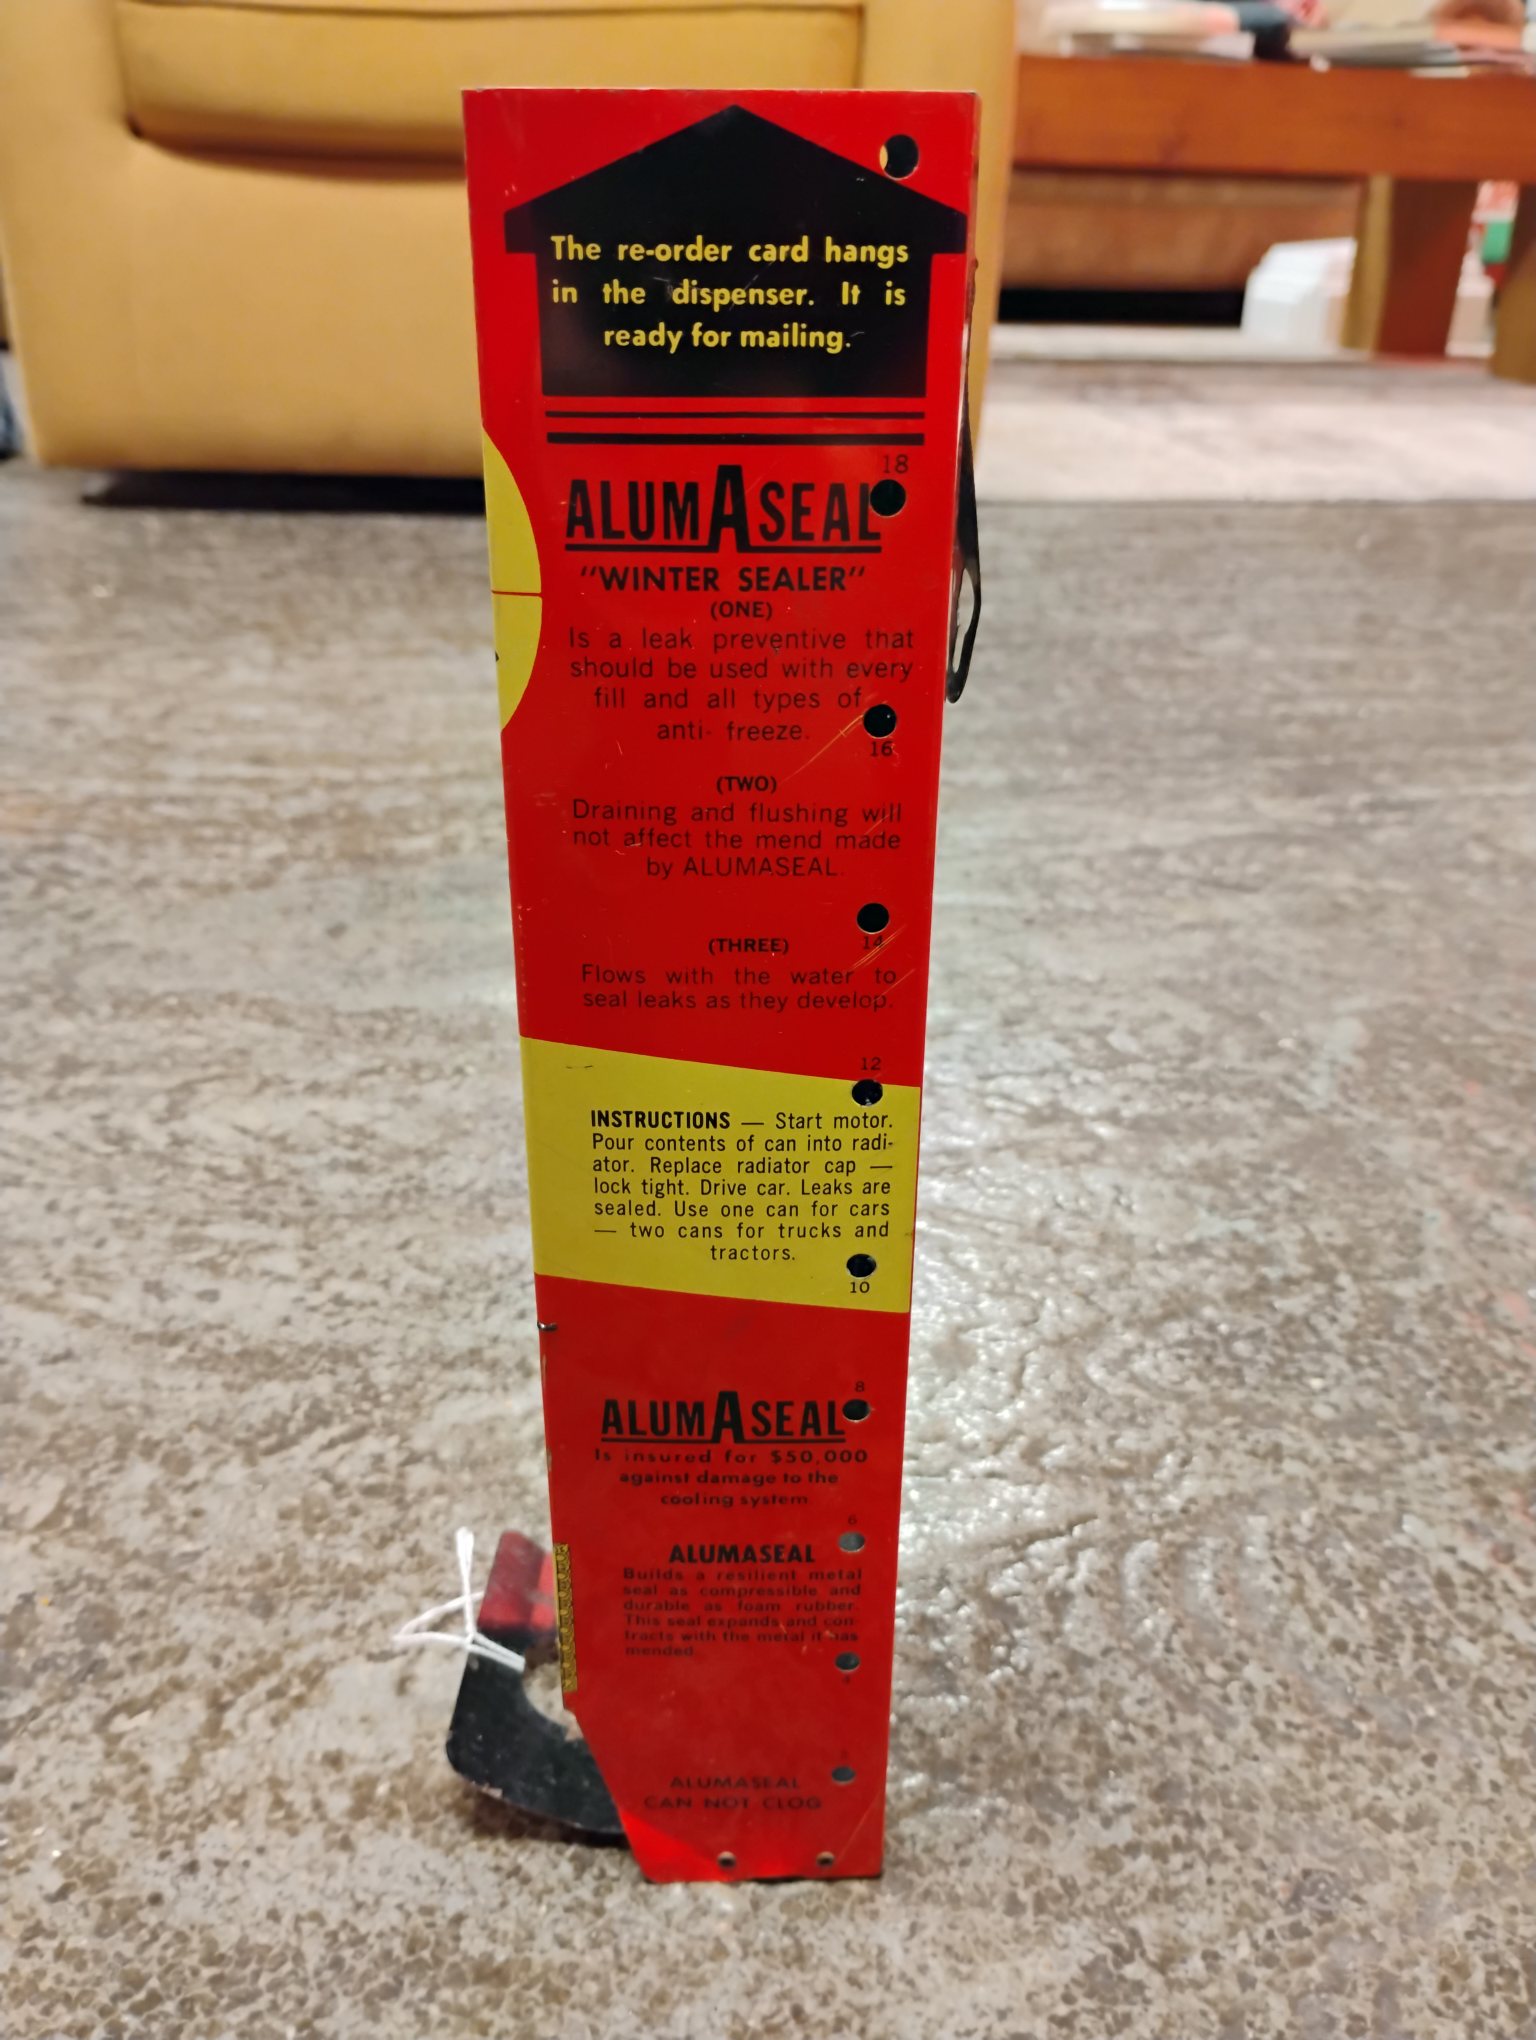 The re-order card hangs
in the dispenser. It is
ready for mailing.
18
ALUMASEAL
"WINTER SEALER"
(ONE)
Is a leak preventive that
should be used with every
fill and all types of
anti- freeze.
16
(TWO)
Draining and flushing will
not affect the mend made
by ALUMASEAL.
14
(THREE)
Flows with the water to
seal leaks as they develop.
12
INSTRUCTIONS — Start motor.
Pour contents of can into radi-
ator. Replace radiator cap —
lock tight. Drive car. Leaks are
sealed. Use one can for cars
— two cans for trucks and
tractors.
10
8
ALUMASEAL
Is insured for $50,000
against damage to the
cooling system.
6
ALUMASEAL
Builds a resilient metal
seal as compressible and
durable as foam rubber.
This seal expands and con-
tracts with the metal it has
mended.
4
ALUMASEAL
CAN NOT CLOG